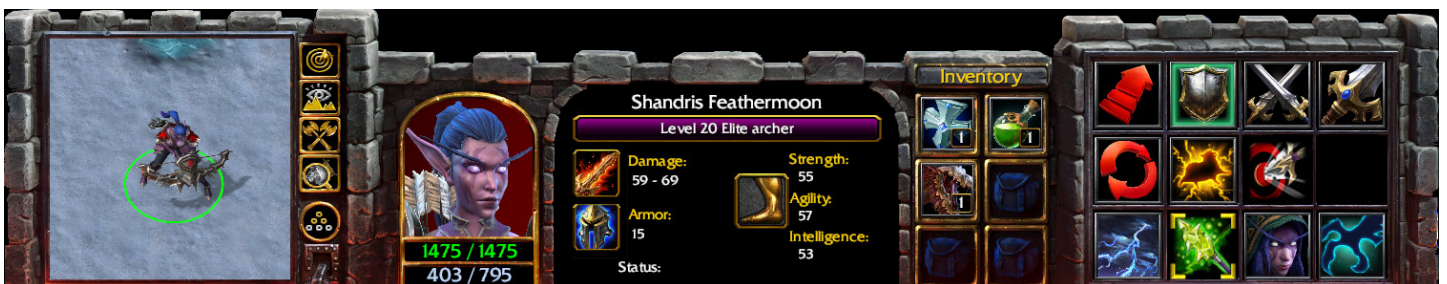 Shandris Feathermoon
Level 20 Elite archer
Damage:
59 - 69
Armor:
15
Strength:
55
Agility:
57
Intelligence:
53
Status:
1475 / 1475
403 / 795
Inventory
1
1
1